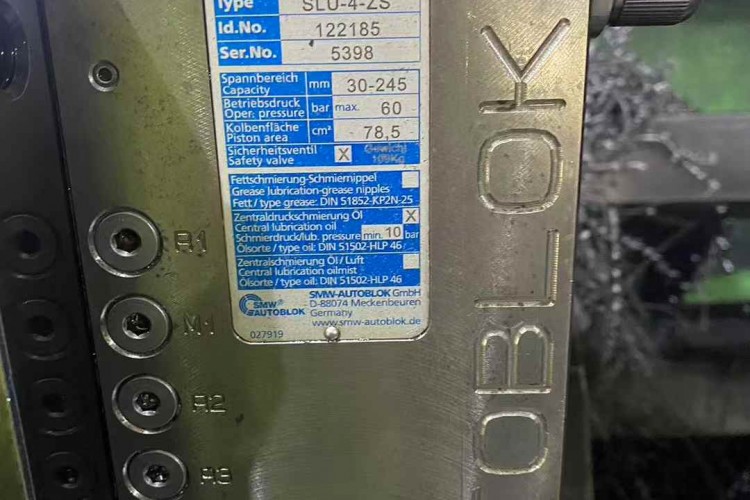 Type SLU-4-ZS
Id.No. 122185
Ser.No. 5398
Spannbereich
Capacity mm 30-245
Betriebsdruck
Oper. pressure bar max. 60
Kolbenfläche
Piston area cm² 78,5
Sicherheitsventil
Safety valve X Gewicht
109Kg
Fettschmierung-Schmiernippel
Grease lubrication-grease nipples
Fett / type grease: DIN 51852-KP2N-25
Zentraldruckschmierung Öl X
Central lubrication oil
Schmierdruck/lub. pressure min. 10 bar
Ölsorte / type oil: DIN 51502-HLP 46
Zentralschmierung Öl / Luft
Central lubrication oilmist
Ölsorte / type oil: DIN 51502-HLP 46
SMW®
AUTOBLOK
SMW-AUTOBLOK GmbH
D-88074 Meckenbeuren
Germaby
www.smw-autoblok.de
027919
R1
M1
R2
R3
OBLOK